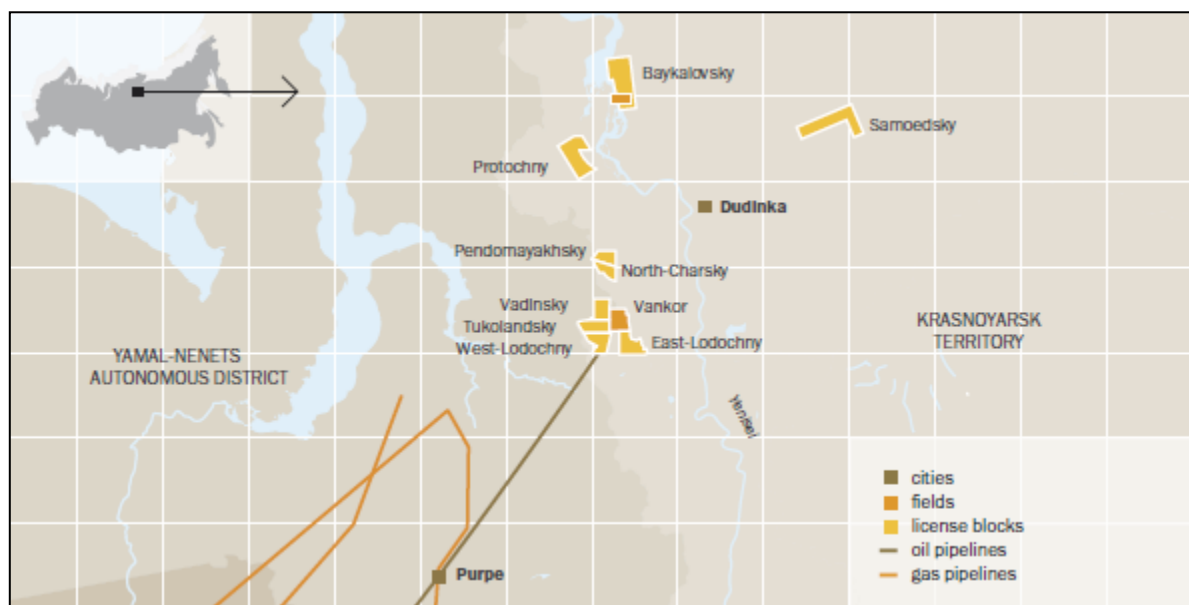 Baykalovsky
Samoedsky
Protochny
Dudinka
Pendomayakhsky
North-Charsky
Vadinsky
Vankor
Tukolandsky
West-Lodochny
East-Lodochny
KRASNOYARSK
TERRITORY
YAMAL-NENETS
AUTONOMOUS DISTRICT
Yenisei
cities
fields
license blocks
oil pipelines
gas pipelines
Purpe